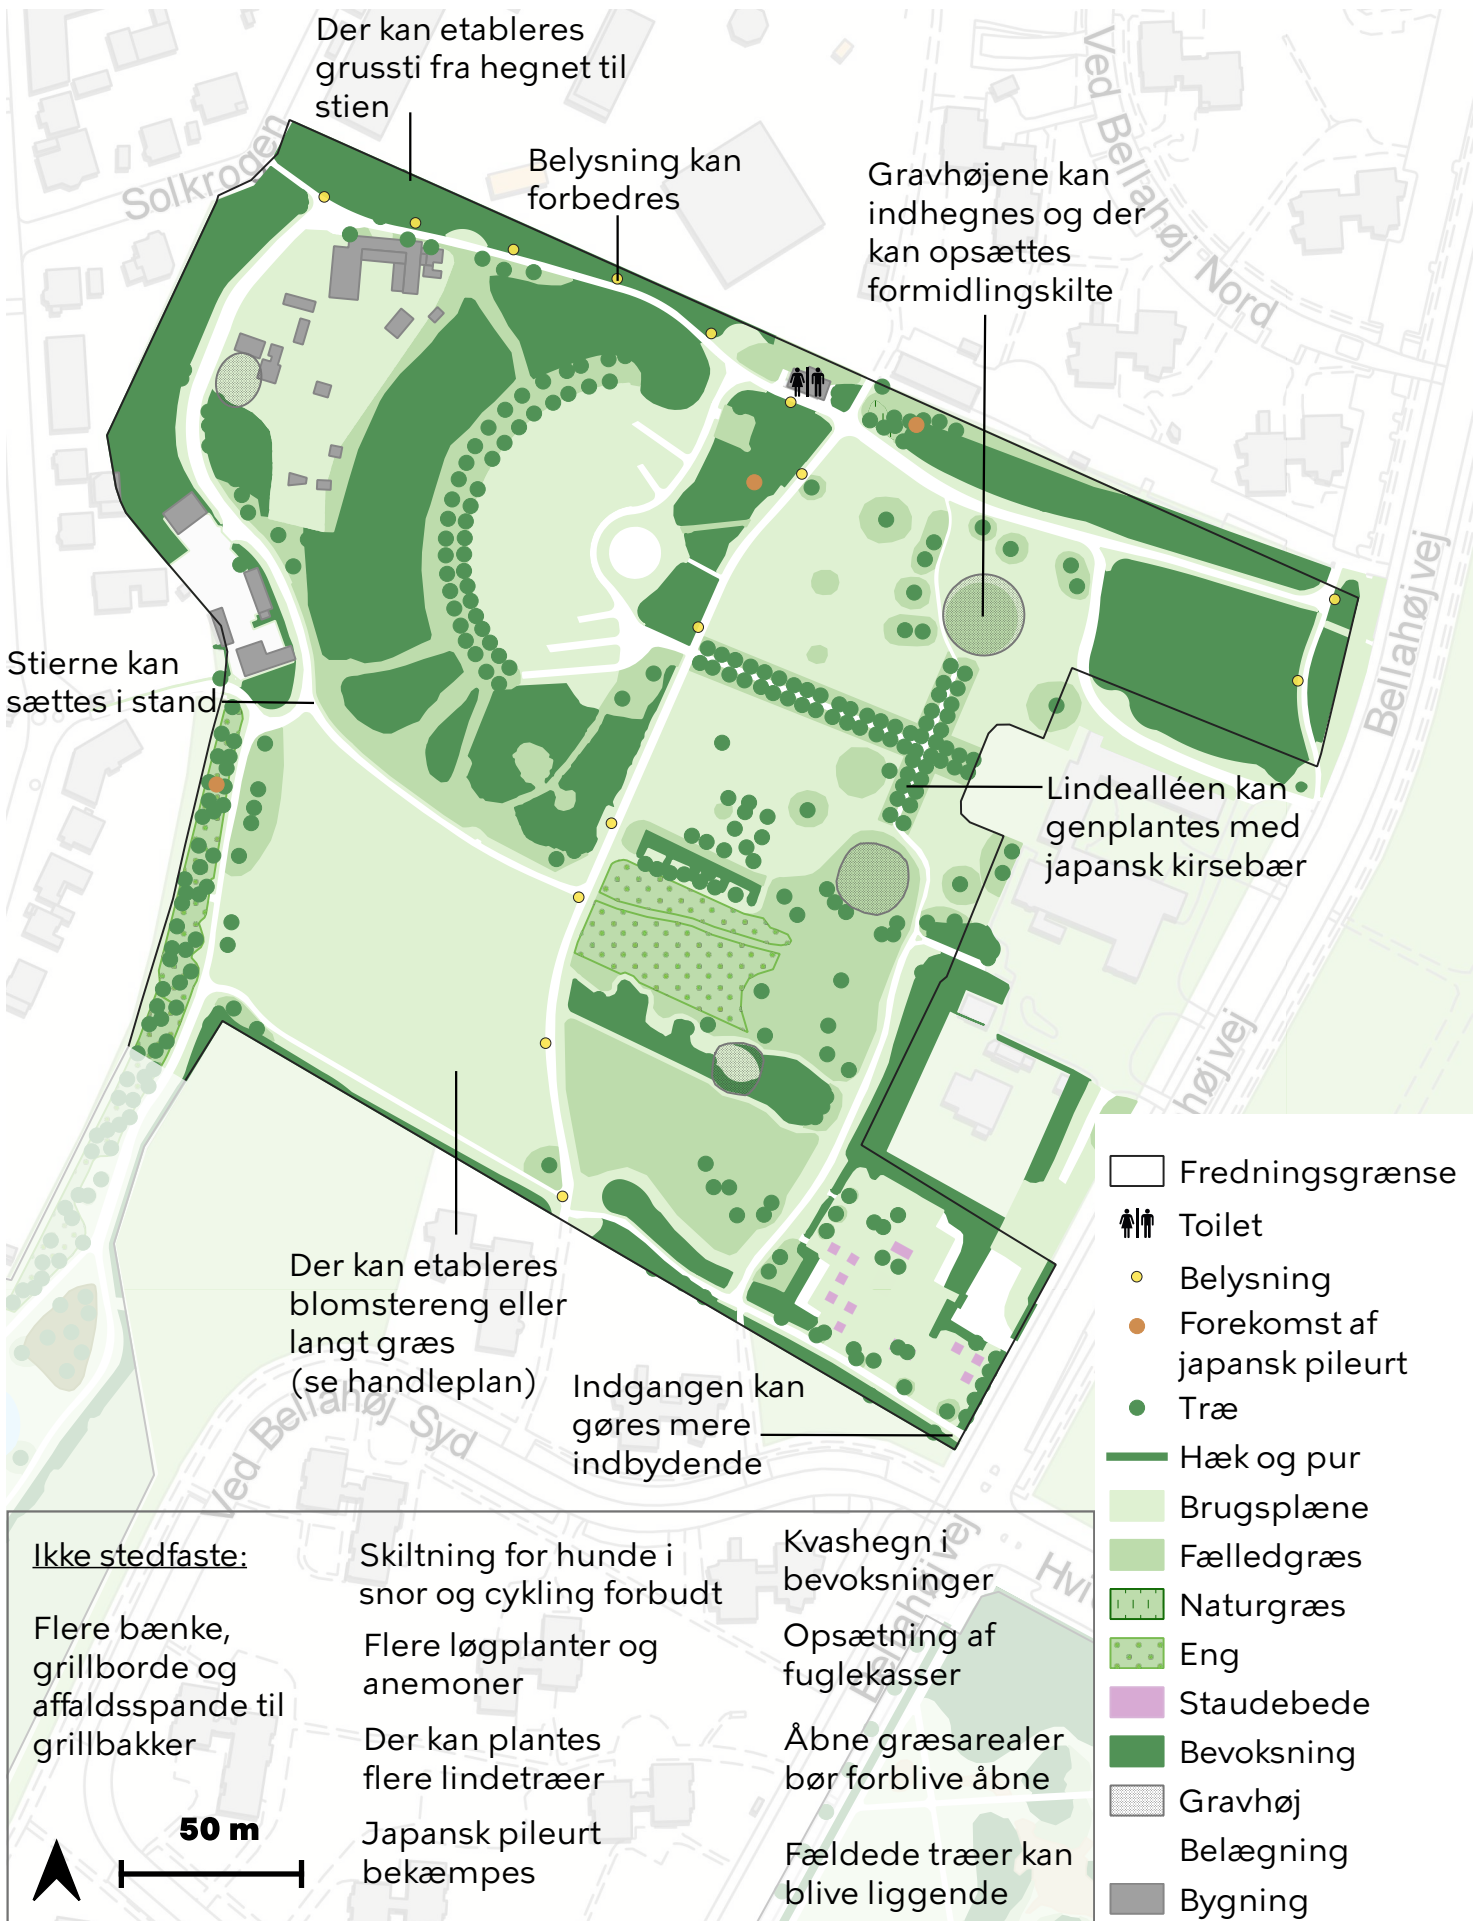 Der kan etableres
grussti fra hegnet til
stien
Belysning kan
forbedres
Gravhøjene kan
indhegnes og der
kan opsættes
formidlingskilte
Solkrogen
Ved Bellahøj Nord
Bellahøjvej
Stierne kan
sættes i stand
Lindealléen kan
genplantes med
japansk kirsebær
højvej
Der kan etableres
blomstereng eller
langt græs
(se handleplan)
Indgangen kan
gøres mere
indbydende
Ved Bellahøj Syd
Bellahøjvej
Hvi
Fredningsgrænse
Toilet
Belysning
Forekomst af
japansk pileurt
Træ
Hæk og pur
Brugsplæne
Fælledgræs
Naturgræs
Eng
Staudebede
Bevoksning
Gravhøj
Belægning
Bygning
Ikke stedfaste:
Flere bænke,
grillborde og
affaldsspande til
grillbakker
50 m
Skiltning for hunde i
snor og cykling forbudt
Flere løgplanter og
anemoner
Der kan plantes
flere lindetræer
Japansk pileurt
bekæmpes
Kvashegn i
bevoksninger
Opsætning af
fuglekasser
Åbne græsarealer
bør forblive åbne
Fældede træer kan
blive liggende